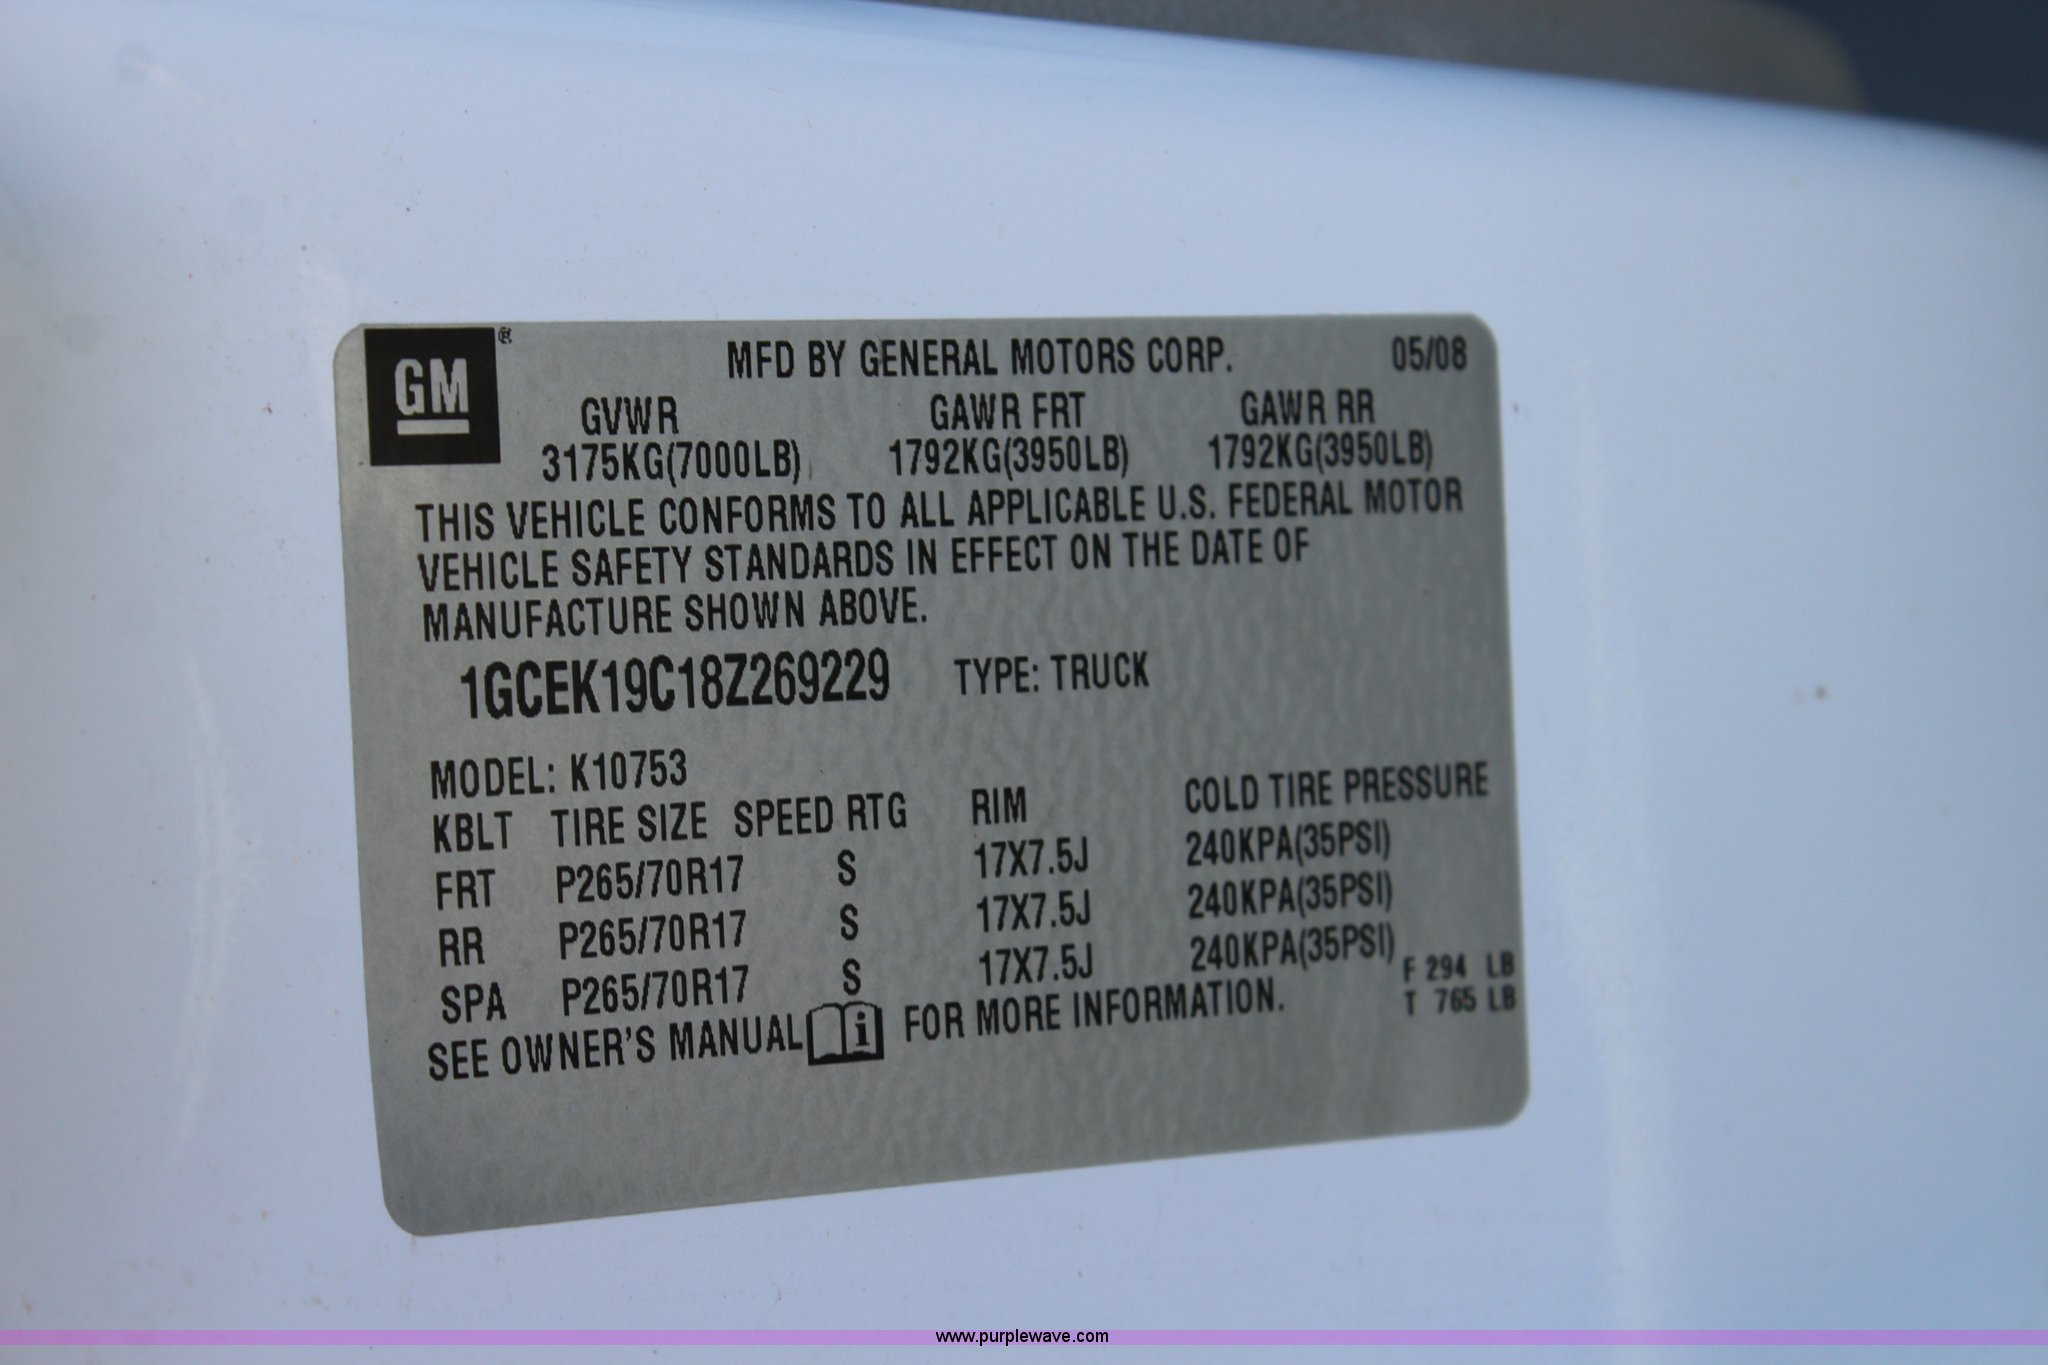 GM ®
MFD BY GENERAL MOTORS CORP. 05/08
GVWR GAWR FRT GAWR RR
3175KG(7000LB) 1792KG(3950LB) 1792KG(3950LB)
THIS VEHICLE CONFORMS TO ALL APPLICABLE U.S. FEDERAL MOTOR
VEHICLE SAFETY STANDARDS IN EFFECT ON THE DATE OF
MANUFACTURE SHOWN ABOVE.
1GCEK19C18Z269229 TYPE: TRUCK
MODEL: K10753
KBLT TIRE SIZE SPEED RTG RIM COLD TIRE PRESSURE
FRT P265/70R17 S 17X7.5J 240KPA(35PSI)
RR P265/70R17 S 17X7.5J 240KPA(35PSI)
SPA P265/70R17 S 17X7.5J 240KPA(35PSI)
F 294 LB
T 765 LB
SEE OWNER'S MANUAL i FOR MORE INFORMATION.
www.purplewave.com